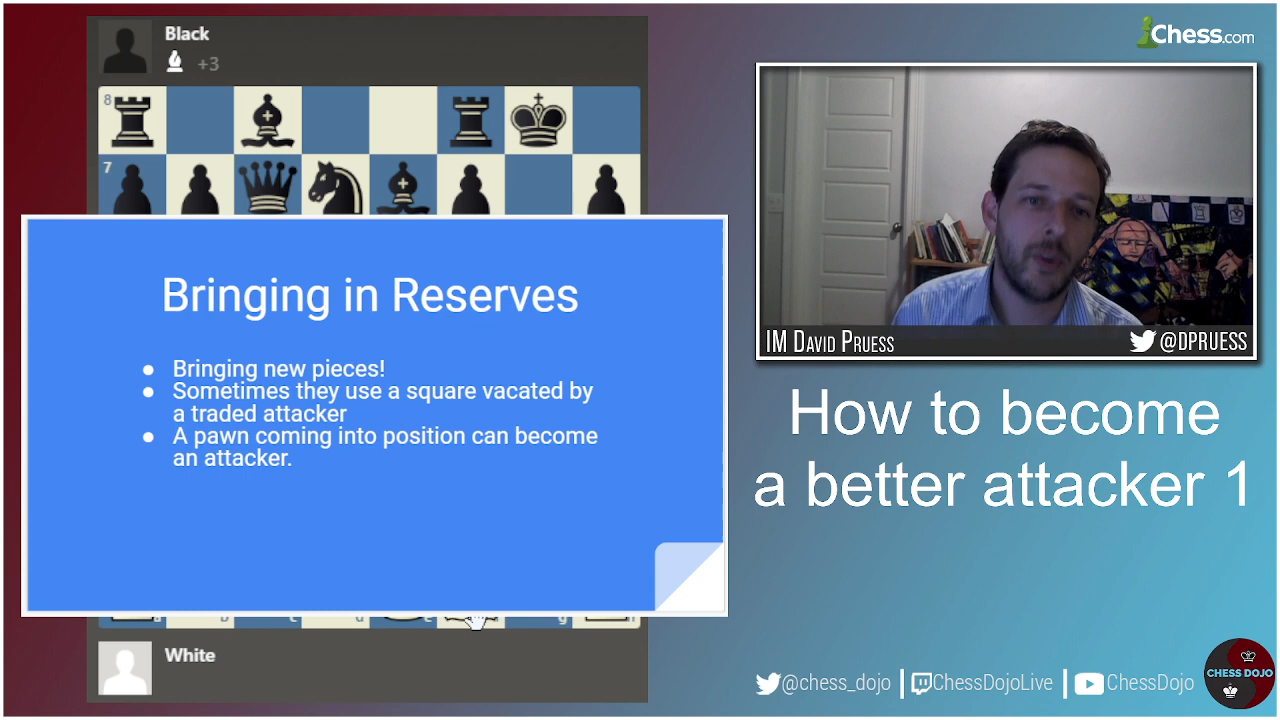 Black
+3
8
7
Bringing in Reserves
Bringing new pieces!
Sometimes they use a square vacated by
a traded attacker
A pawn coming into position can become
an attacker.
White
Chess.com
IM David Pruess
@DPRUESS
How to become
a better attacker 1
@chess_dojo
ChessDojoLive
ChessDojo
CHESS DOJO